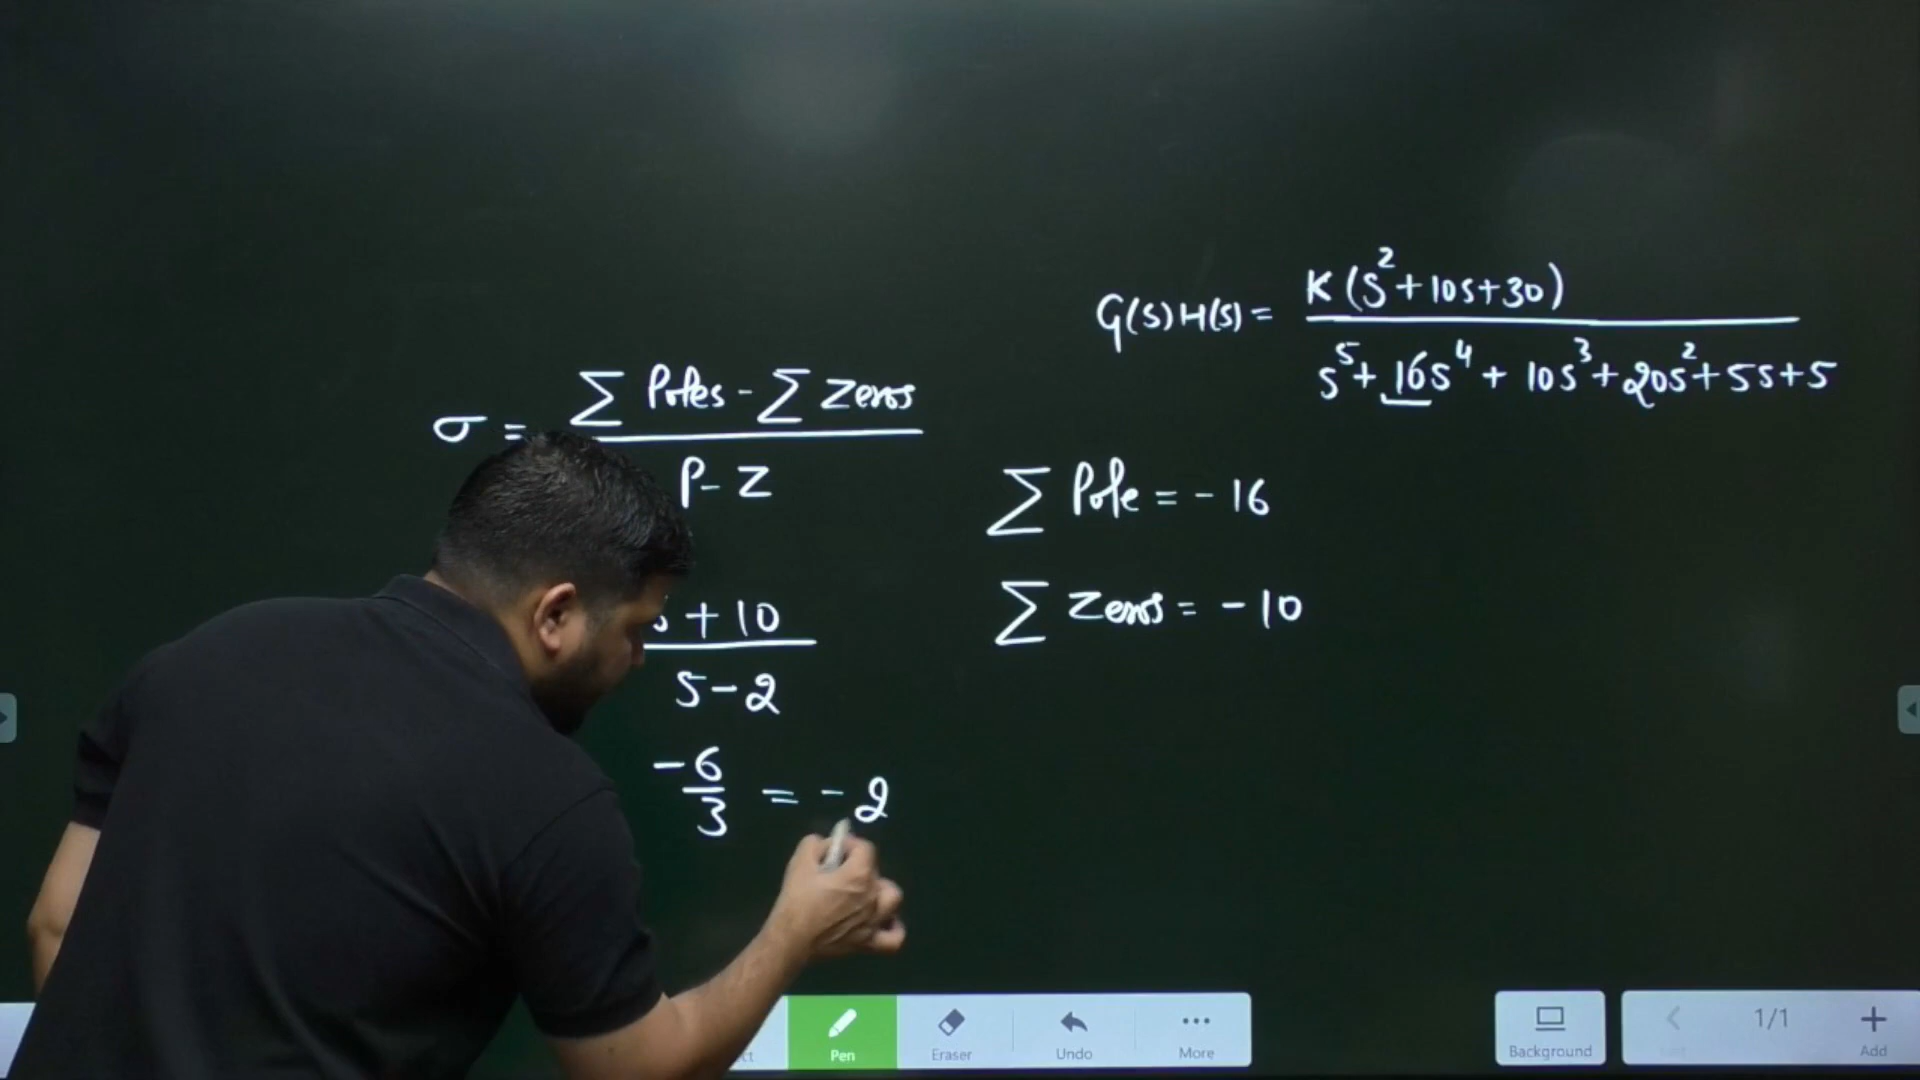 G(s)H(s) = K(s²+10s+30) / s⁵+16s⁴+10s³+20s²+5s+5
σ = ∑ Poles - ∑ Zeros / P-Z
∑ Pole = -16
∑ Zeros = -10
+ 10 / 5-2
-6/3 = -2
Pen
Eraser
Undo
More
Background
1/1
Add